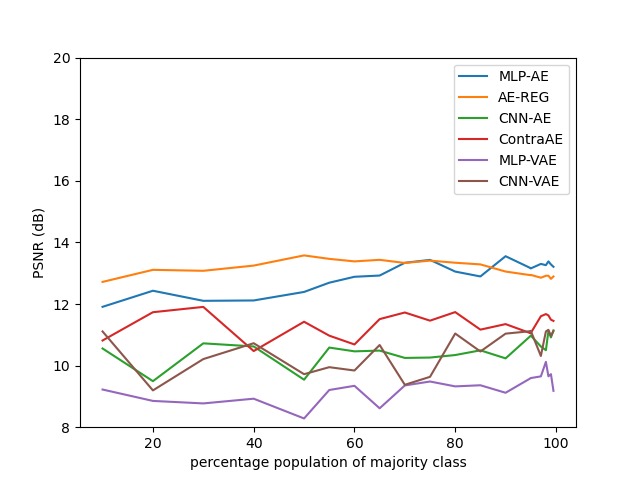 20
18
16
14
12
10
8
PSNR (dB)
MLP-AE
AE-REG
CNN-AE
ContraAE
MLP-VAE
CNN-VAE
20 40 60 80 100
percentage population of majority class